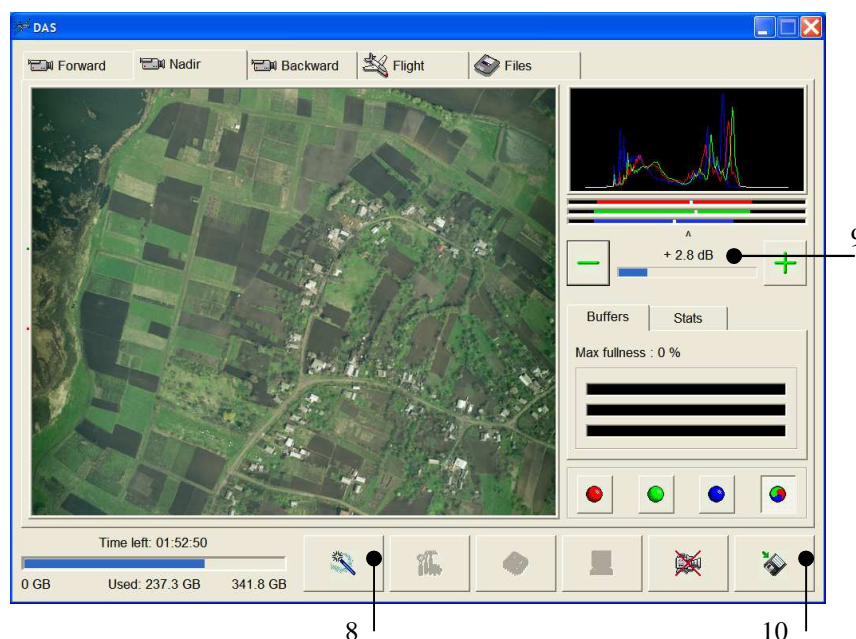 DAS
Forward Nadir Backward Flight Files
+ 2.8 dB
9
Buffers Stats
Max fullness : 0 %
Time left: 01:52:50
0 GB Used: 237.3 GB 341.8 GB
8 10